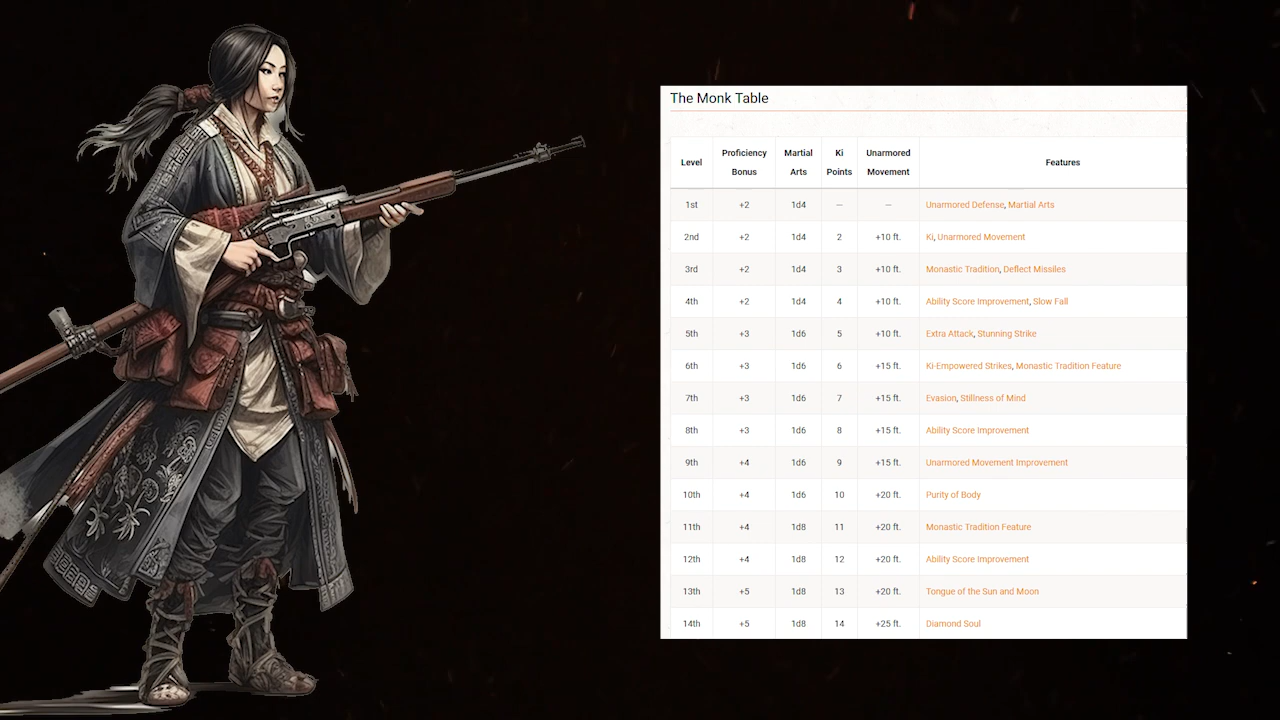 The Monk Table
Level Proficiency Bonus Martial Arts Ki Points Unarmored Movement Features
1st +2 1d4 — — Unarmored Defense, Martial Arts
2nd +2 1d4 2 +10 ft. Ki, Unarmored Movement
3rd +2 1d4 3 +10 ft. Monastic Tradition, Deflect Missiles
4th +2 1d4 4 +10 ft. Ability Score Improvement, Slow Fall
5th +3 1d6 5 +10 ft. Extra Attack, Stunning Strike
6th +3 1d6 6 +15 ft. Ki-Empowered Strikes, Monastic Tradition Feature
7th +3 1d6 7 +15 ft. Evasion, Stillness of Mind
8th +3 1d6 8 +15 ft. Ability Score Improvement
9th +4 1d6 9 +15 ft. Unarmored Movement Improvement
10th +4 1d6 10 +20 ft. Purity of Body
11th +4 1d8 11 +20 ft. Monastic Tradition Feature
12th +4 1d8 12 +20 ft. Ability Score Improvement
13th +5 1d8 13 +20 ft. Tongue of the Sun and Moon
14th +5 1d8 14 +25 ft. Diamond Soul